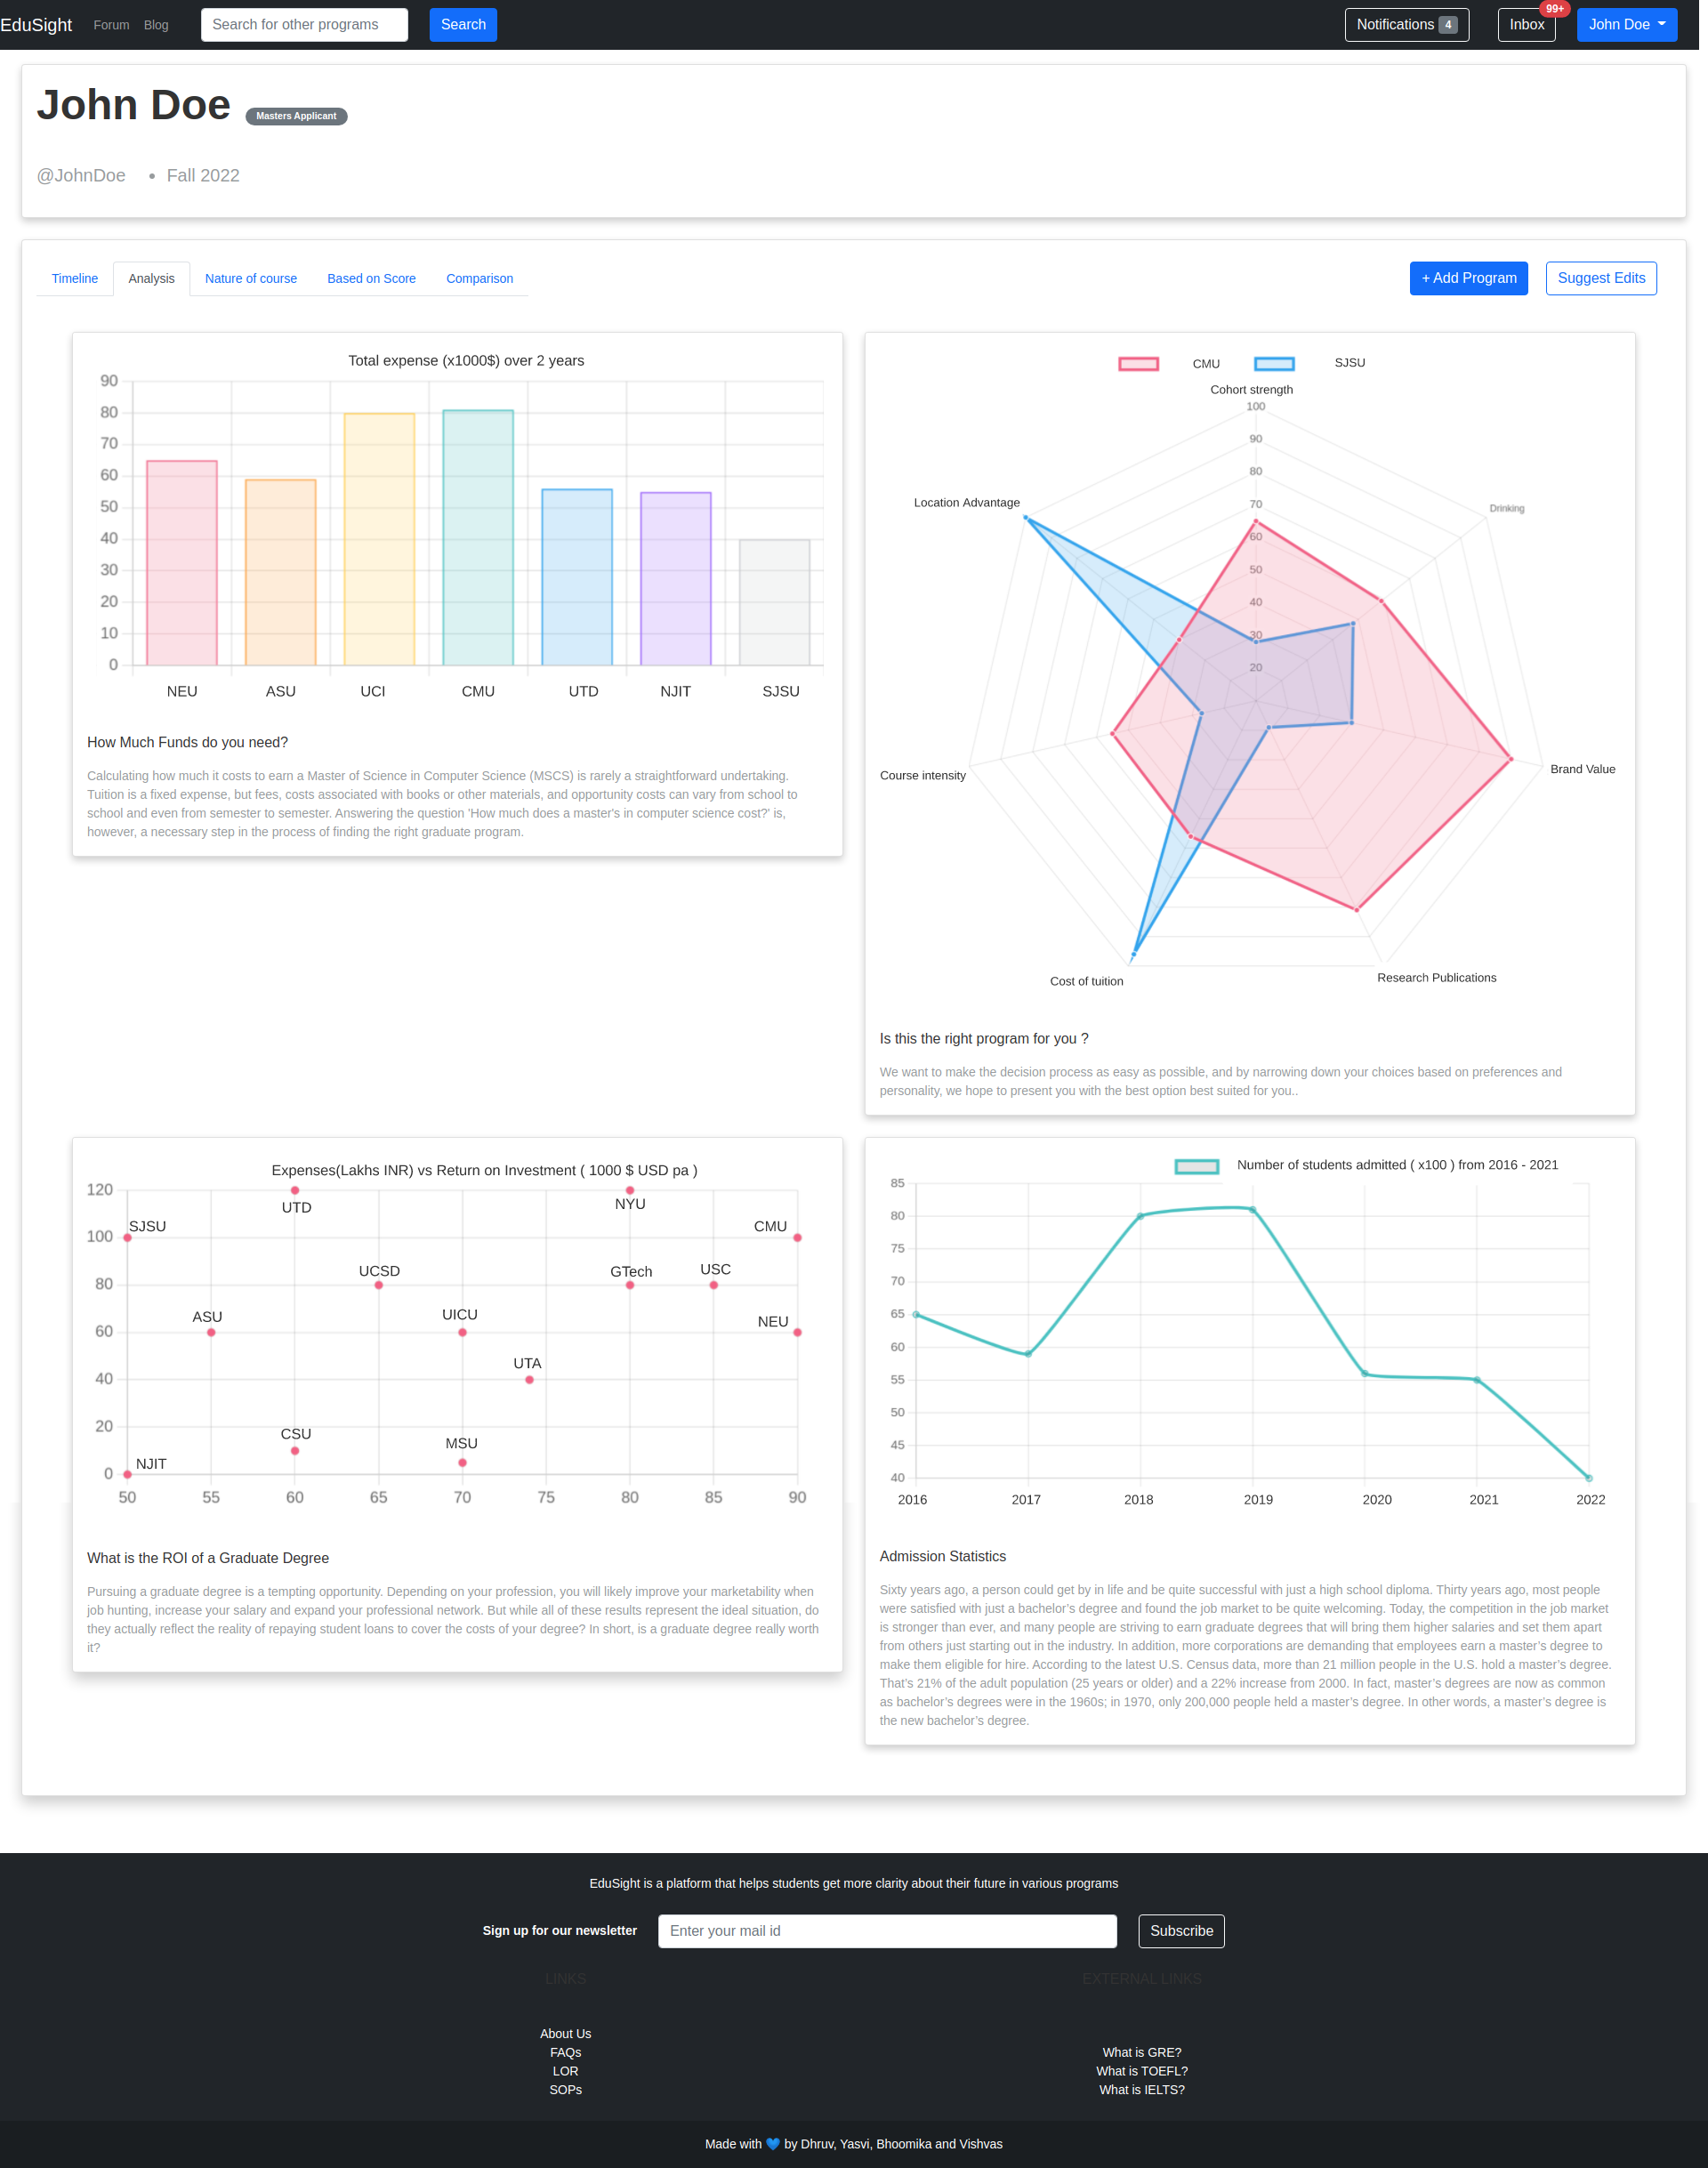 EduSight Forum Blog Search for other programs Search Notifications 4 Inbox 99+ John Doe
John Doe Masters Applicant
@JohnDoe • Fall 2022
Timeline Analysis Nature of course Based on Score Comparison + Add Program Suggest Edits
Total expense (x1000$) over 2 years
90
80
70
60
50
40
30
20
10
0
NEU ASU UCI CMU UTD NJIT SJSU
How Much Funds do you need?
Calculating how much it costs to earn a Master of Science in Computer Science (MSCS) is rarely a straightforward undertaking.
Tuition is a fixed expense, but fees, costs associated with books or other materials, and opportunity costs can vary from school to
school and even from semester to semester. Answering the question 'How much does a master's in computer science cost?' is,
however, a necessary step in the process of finding the right graduate program.
CMU SJSU
Cohort strength
100
90
80
70
60
50
40
30
20
Location Advantage
Drinking
Course intensity
Brand Value
Cost of tuition
Research Publications
Is this the right program for you ?
We want to make the decision process as easy as possible, and by narrowing down your choices based on preferences and
personality, we hope to present you with the best option best suited for you..
Expenses(Lakhs INR) vs Return on Investment ( 1000 $ USD pa )
120
100
80
60
40
20
0
UTD
NYU
SJSU
CMU
UCSD
GTech
USC
ASU
UICU
NEU
UTA
CSU
MSU
NJIT
50 55 60 65 70 75 80 85 90
What is the ROI of a Graduate Degree
Pursuing a graduate degree is a tempting opportunity. Depending on your profession, you will likely improve your marketability when
job hunting, increase your salary and expand your professional network. But while all of these results represent the ideal situation, do
they actually reflect the reality of repaying student loans to cover the costs of your degree? In short, is a graduate degree really worth
it?
Number of students admitted ( x100 ) from 2016 - 2021
85
80
75
70
65
60
55
50
45
40
2016 2017 2018 2019 2020 2021 2022
Admission Statistics
Sixty years ago, a person could get by in life and be quite successful with just a high school diploma. Thirty years ago, most people
were satisfied with just a bachelor’s degree and found the job market to be quite welcoming. Today, the competition in the job market
is stronger than ever, and many people are striving to earn graduate degrees that will bring them higher salaries and set them apart
from others just starting out in the industry. In addition, more corporations are demanding that employees earn a master’s degree to
make them eligible for hire. According to the latest U.S. Census data, more than 21 million people in the U.S. hold a master’s degree.
That’s 21% of the adult population (25 years or older) and a 22% increase from 2000. In fact, master’s degrees are now as common
as bachelor’s degrees were in the 1960s; in 1970, only 200,000 people held a master’s degree. In other words, a master’s degree is
the new bachelor’s degree.
EduSight is a platform that helps students get more clarity about their future in various programs
Sign up for our newsletter Enter your mail id Subscribe
LINKS
About Us
FAQs
LOR
SOPs
EXTERNAL LINKS
What is GRE?
What is TOEFL?
What is IELTS?
Made with 💙 by Dhruv, Yasvi, Bhoomika and Vishvas